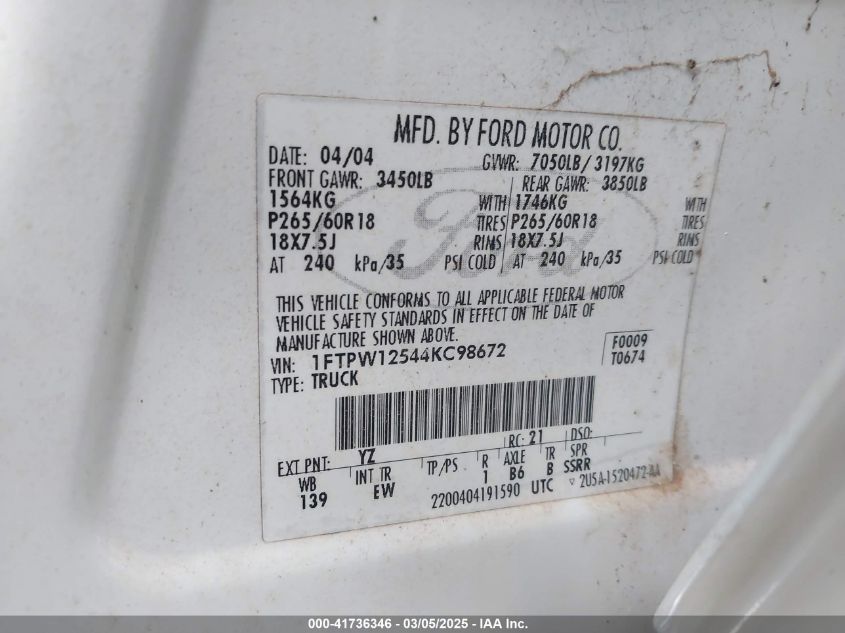 MFD. BY FORD MOTOR CO.
DATE: 04/04 GVWR: 7050LB / 3197KG
FRONT GAWR: 3450LB REAR GAWR: 3850LB
1564KG WITH 1746KG WITH
P265/60R18 TIRES P265/60R18 TIRES
18X7.5J RIMS 18X7.5J RIMS
AT 240 kPa/35 PSI COLD AT 240 kPa/35 PSI COLD
Ford
THIS VEHICLE CONFORMS TO ALL APPLICABLE FEDERAL MOTOR
VEHICLE SAFETY STANDARDS IN EFFECT ON THE DATE OF
MANUFACTURE SHOWN ABOVE.
VIN: 1FTPW12544KC98672 F0009
TYPE: TRUCK T0674
EXT PNT: YZ RC: 21 DSO:
WB INT TR TP/PS R AXLE TR SPR
139 EW 1 B6 B SSRR
2200404191590 UTC ▽ 2U5A-1520472-AA
000-41736346 - 03/05/2025 - IAA Inc.